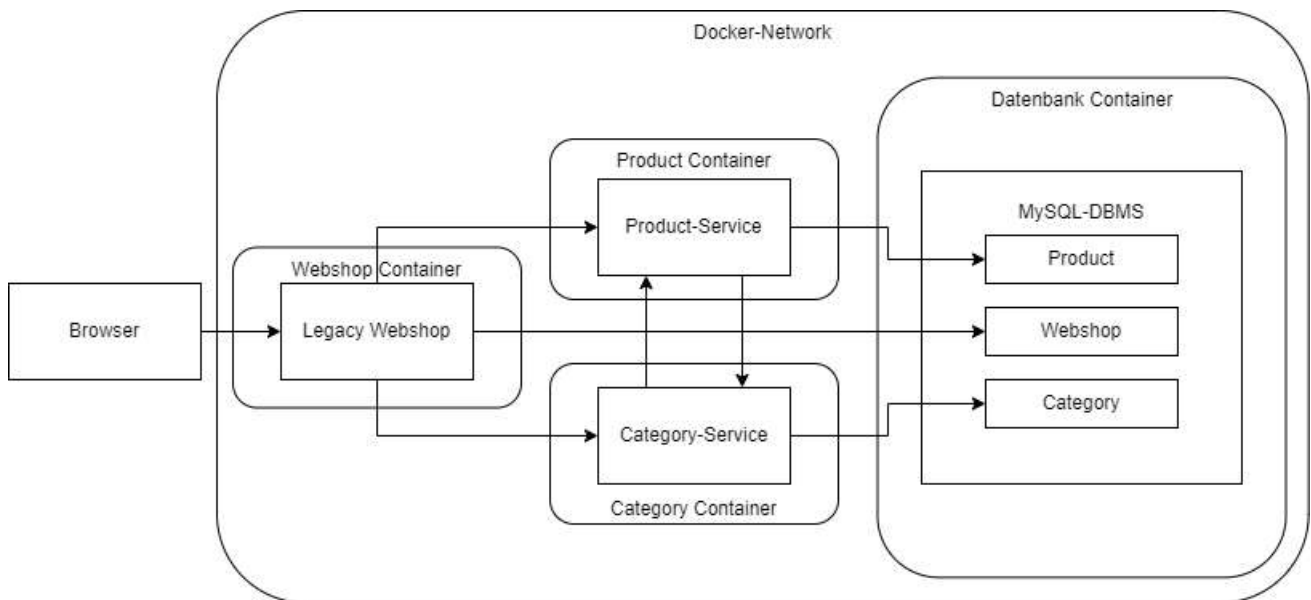 Docker-Network
Datenbank Container
Product Container
MySQL-DBMS
Product-Service
Product
Webshop Container
Browser
Legacy Webshop
Webshop
Category
Category-Service
Category Container